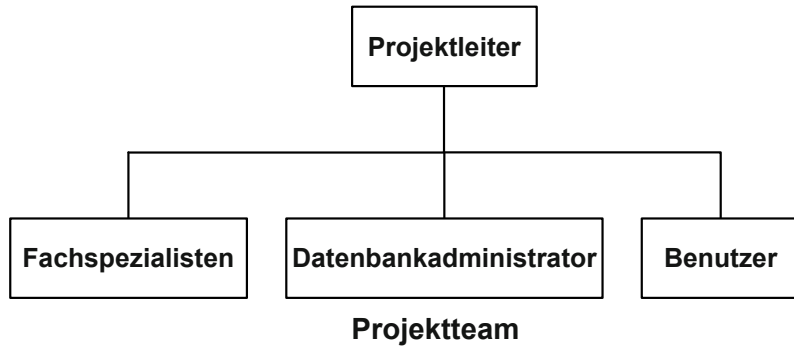 Projektleiter
Fachspezialisten
Datenbankadministrator
Benutzer
Projektteam